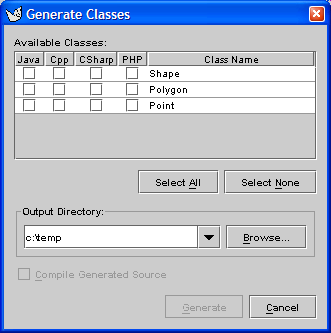 Generate Classes
Available Classes:
Java Cpp CSharp PHP Class Name
Shape
Polygon
Point
Select All Select None
Output Directory:
c:\temp Browse...
Compile Generated Source
Generate Cancel